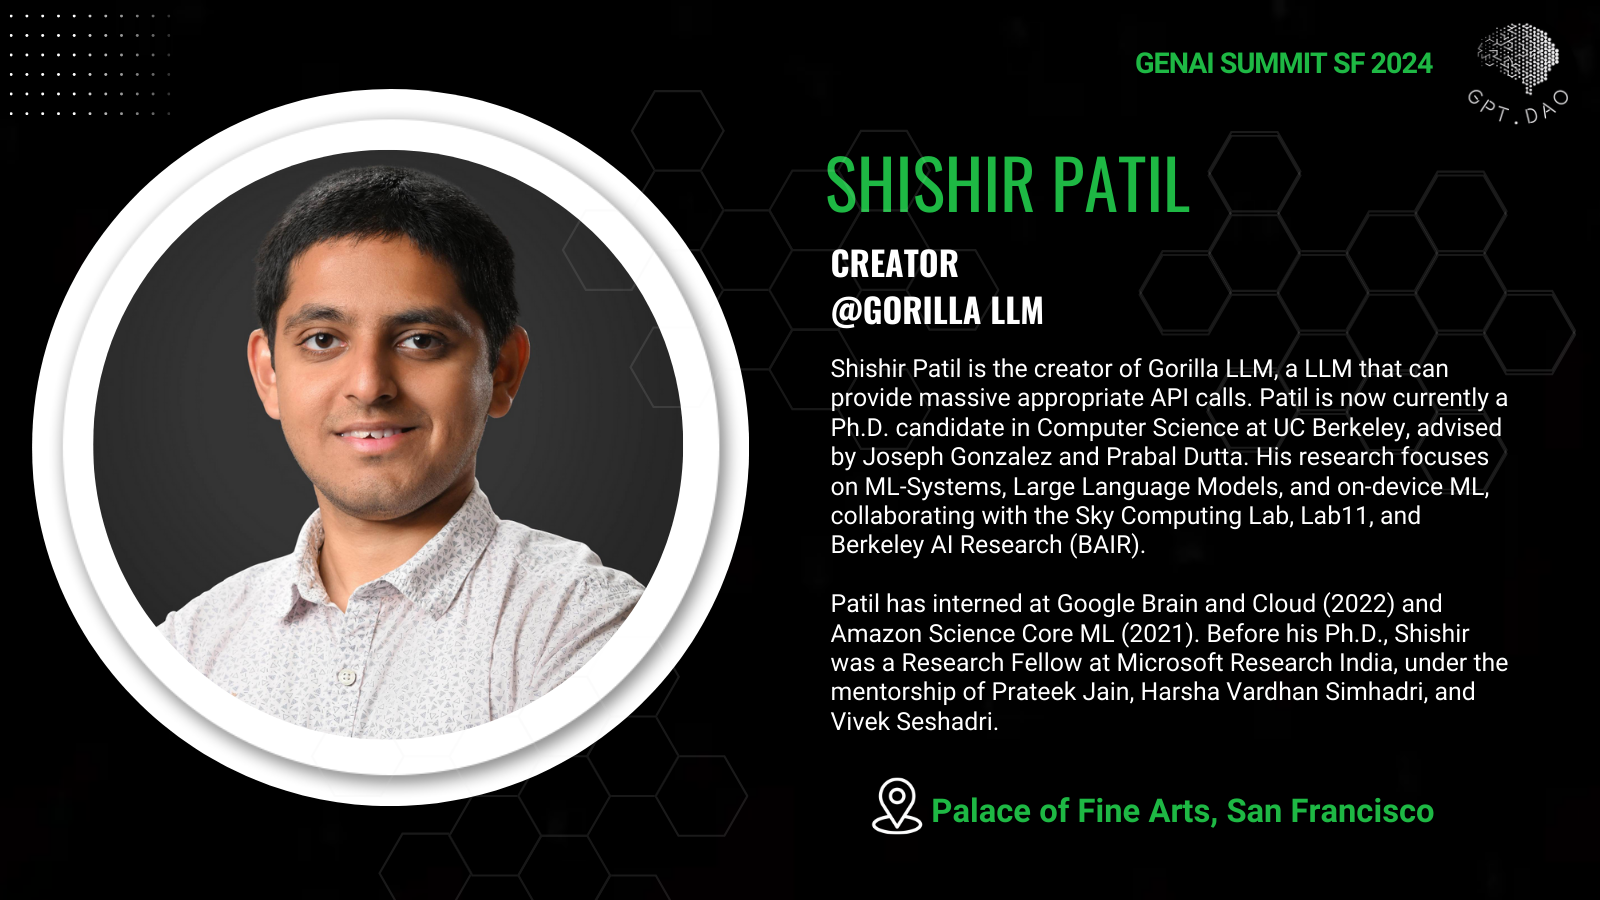 GENAI SUMMIT SF 2024
GPT.DAO
SHISHIR PATIL
CREATOR
@GORILLA LLM
Shishir Patil is the creator of Gorilla LLM, a LLM that can
provide massive appropriate API calls. Patil is now currently a
Ph.D. candidate in Computer Science at UC Berkeley, advised
by Joseph Gonzalez and Prabal Dutta. His research focuses
on ML-Systems, Large Language Models, and on-device ML,
collaborating with the Sky Computing Lab, Lab11, and
Berkeley AI Research (BAIR).
Patil has interned at Google Brain and Cloud (2022) and
Amazon Science Core ML (2021). Before his Ph.D., Shishir
was a Research Fellow at Microsoft Research India, under the
mentorship of Prateek Jain, Harsha Vardhan Simhadri, and
Vivek Seshadri.
Palace of Fine Arts, San Francisco